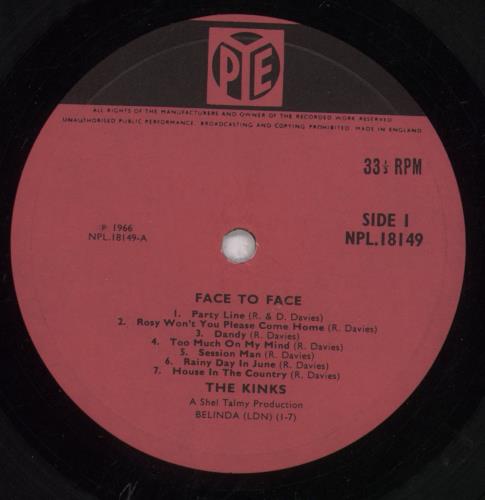 PYE
ALL RIGHTS OF THE MANUFACTURERS AND OWNER OF THE RECORDED WORK RESERVED
UNAUTHORISED PUBLIC PERFORMANCE, BROADCASTING AND COPYING PROHIBITED. MADE IN ENGLAND
33⅓ RPM
℗ 1966
NPL.18149-A
SIDE 1
NPL.18149
FACE TO FACE
1. Party Line (R. & D. Davies)
2. Rosy Won't You Please Come Home (R. Davies)
3. Dandy (R. Davies)
4. Too Much On My Mind (R. Davies)
5. Session Man (R. Davies)
6. Rainy Day In June (R. Davies)
7. House In The Country (R. Davies)
THE KINKS
A Shel Talmy Production
BELINDA (LDN) (1-7)